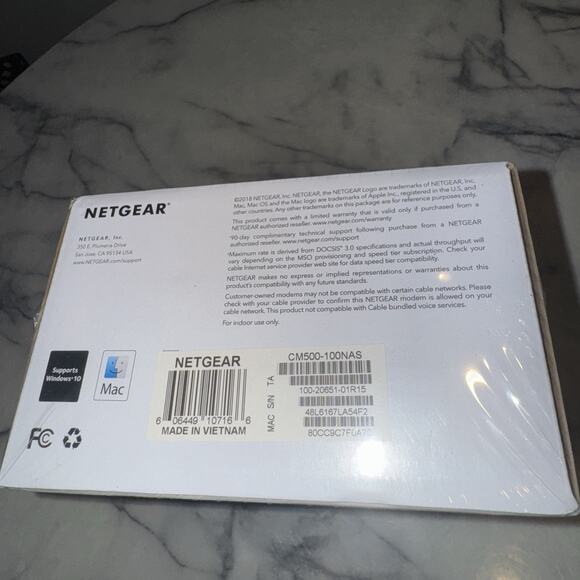 NETGEAR®
NETGEAR, Inc.
350 E. Plumeria Drive
San Jose, CA 95134 USA
www.NETGEAR.com/support
©2018 NETGEAR, Inc. NETGEAR, the NETGEAR Logo are trademarks of NETGEAR, Inc.
Mac, Mac OS and the Mac logo are trademarks of Apple Inc., registered in the U.S. and
other countries. Any other trademarks on this package are for reference purposes only.
This product comes with a limited warranty that is valid only if purchased from a
NETGEAR authorized reseller. www.netgear.com/warranty
*90-day complimentary technical support following purchase from a NETGEAR
authorized reseller. www.netgear.com/support
Maximum rate is derived from DOCSIS® 3.0 specifications and actual throughput will
vary depending on the MSO provisioning and speed tier subscription. Check your
cable Internet service provider web site for data speed tier compatibility.
NETGEAR makes no express or implied representations or warranties about this
product's compatibility with any future standards.
Customer-owned modems may not be compatible with certain cable networks. Please
check with your cable provider to confirm this NETGEAR modem is allowed on your
cable network. This product not compatible with Cable bundled voice services.
For indoor use only.
Supports
Windows® 10
Mac
FC
NETGEAR
6 06449 10716 6
MADE IN VIETNAM
MAC S/N TA
CM500-100NAS
100-20651-01R15
48L6167LA54F2